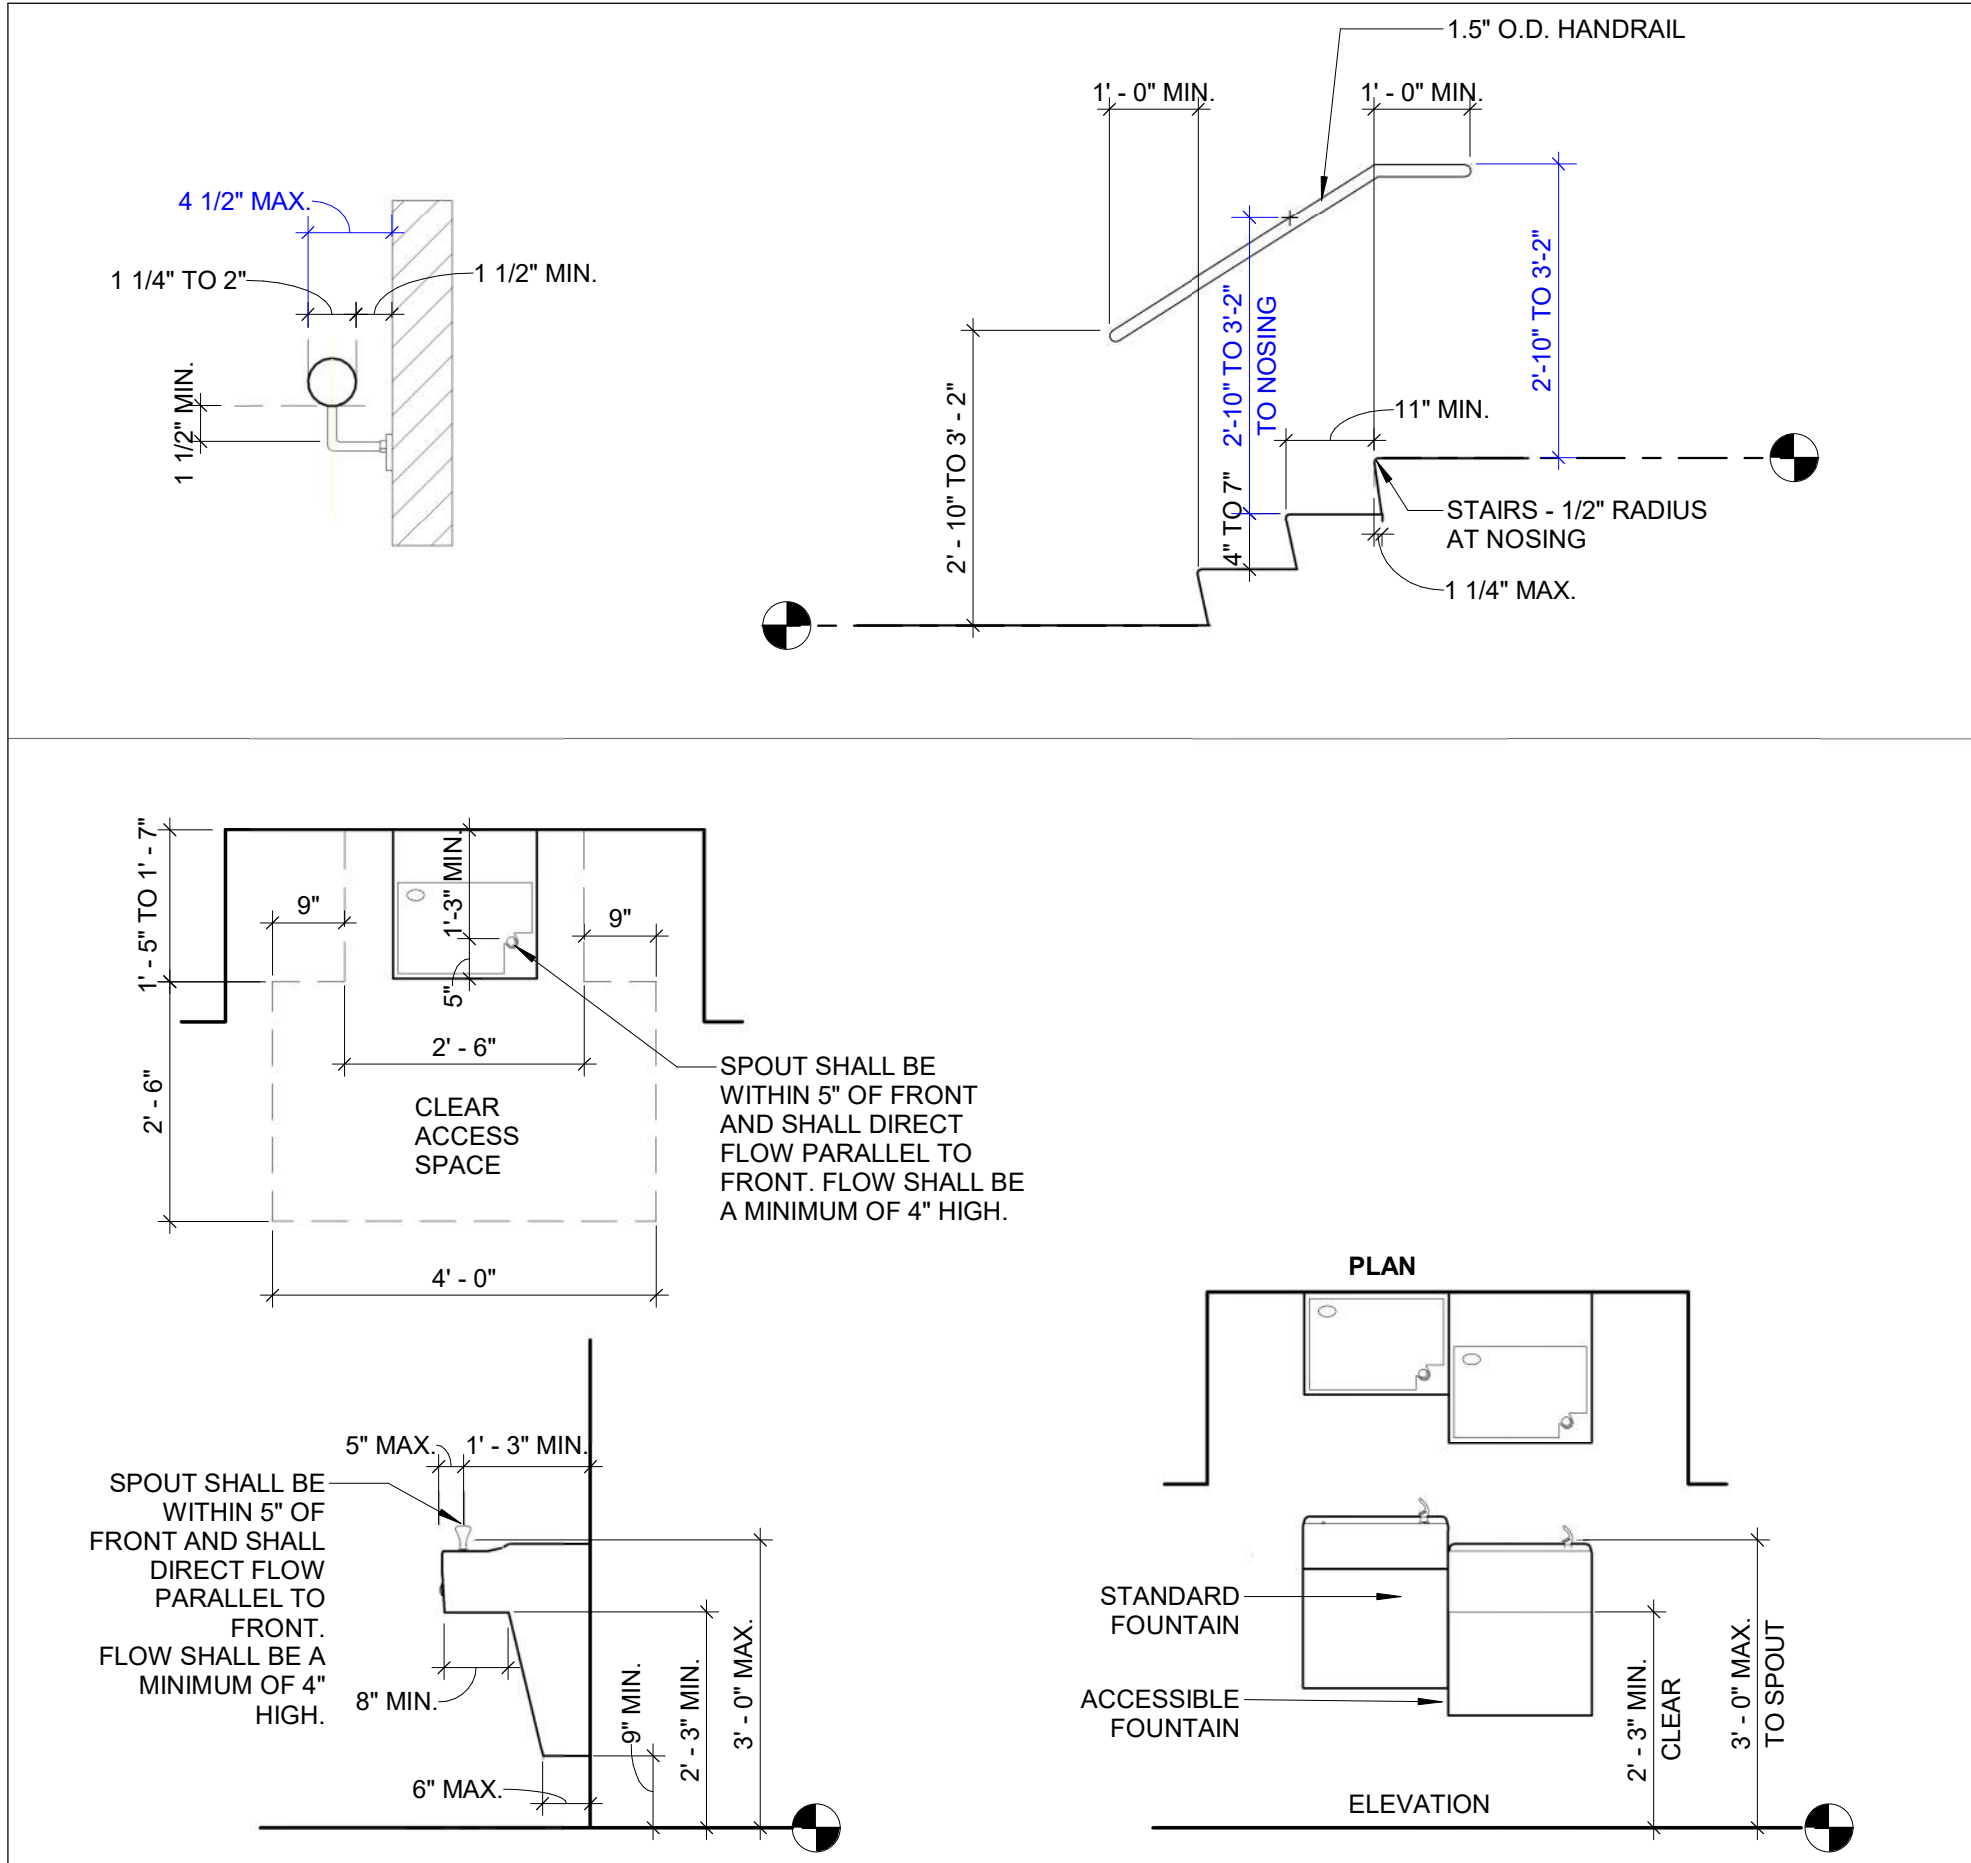 1.5" O.D. HANDRAIL
1' - 0" MIN.
1' - 0" MIN.
4 1/2" MAX.
1 1/4" TO 2"
1 1/2" MIN.
1 1/2" MIN.
2' - 10" TO 3' - 2"
2'-10" TO 3'-2"
TO NOSING
4" TO 7"
11" MIN.
2'-10" TO 3'-2"
STAIRS - 1/2" RADIUS
AT NOSING
1 1/4" MAX.
1' - 5" TO 1' - 7"
9"
1'-3" MIN.
9"
5"
2' - 6"
2' - 6"
CLEAR
ACCESS
SPACE
4' - 0"
SPOUT SHALL BE
WITHIN 5" OF FRONT
AND SHALL DIRECT
FLOW PARALLEL TO
FRONT. FLOW SHALL BE
A MINIMUM OF 4" HIGH.
PLAN
5" MAX.
1' - 3" MIN.
SPOUT SHALL BE
WITHIN 5" OF
FRONT AND SHALL
DIRECT FLOW
PARALLEL TO
FRONT.
FLOW SHALL BE A
MINIMUM OF 4"
HIGH.
8" MIN.
6" MAX.
9" MIN.
2' - 3" MIN.
3' - 0" MAX.
STANDARD
FOUNTAIN
ACCESSIBLE
FOUNTAIN
2' - 3" MIN.
CLEAR
3' - 0" MAX.
TO SPOUT
ELEVATION